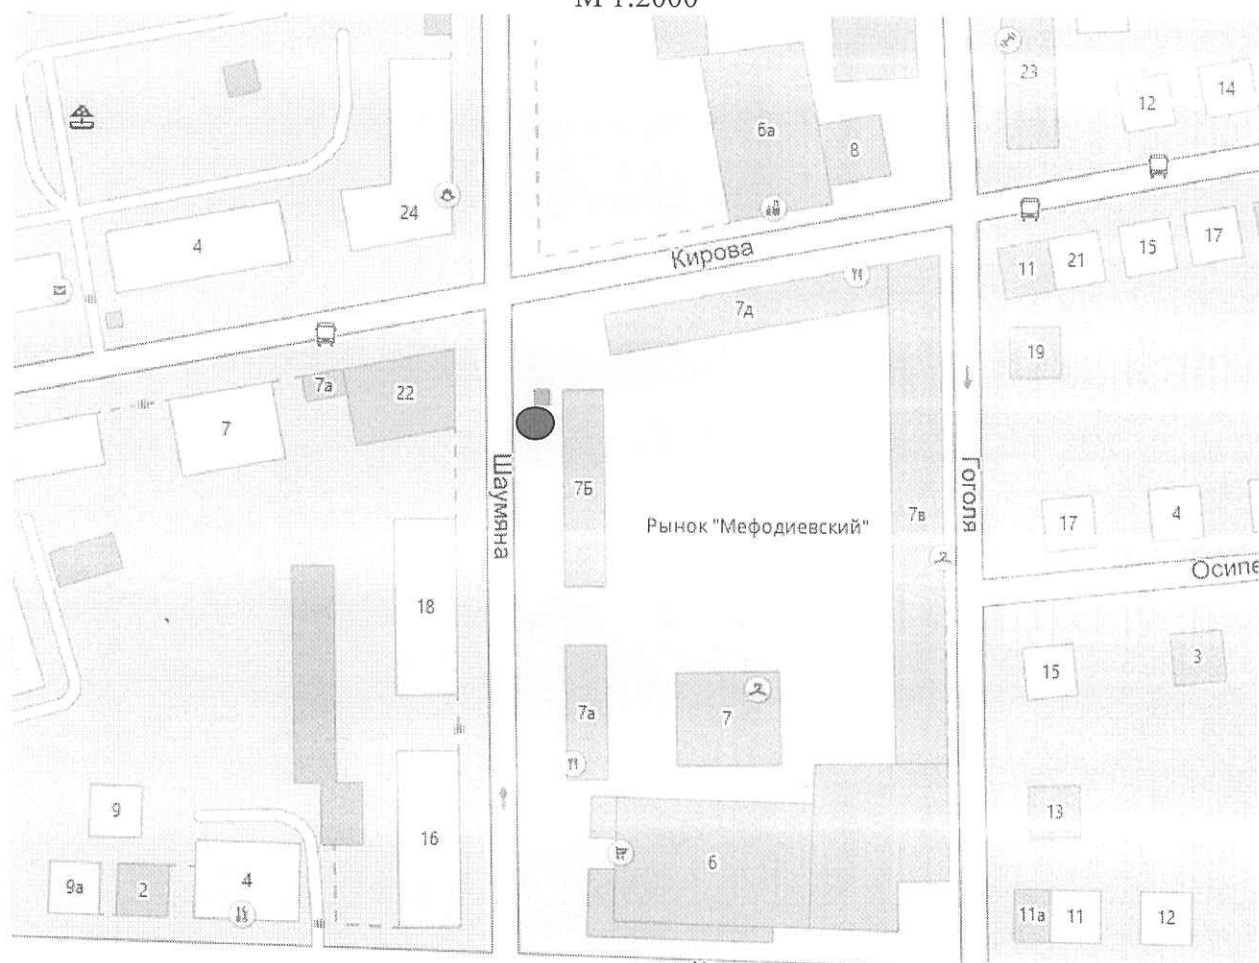 М 1:2000
23
14
12
6а
8
24
4
Кирова
17
15
21
11
7д
19
7а
22
7
7Б
Шаумяна
Гоголя
7в
Рынок "Мефодиевский"
17
4
Осипе
18
15
3
7а
7
9
16
13
6
9а
2
4
11а
11
12